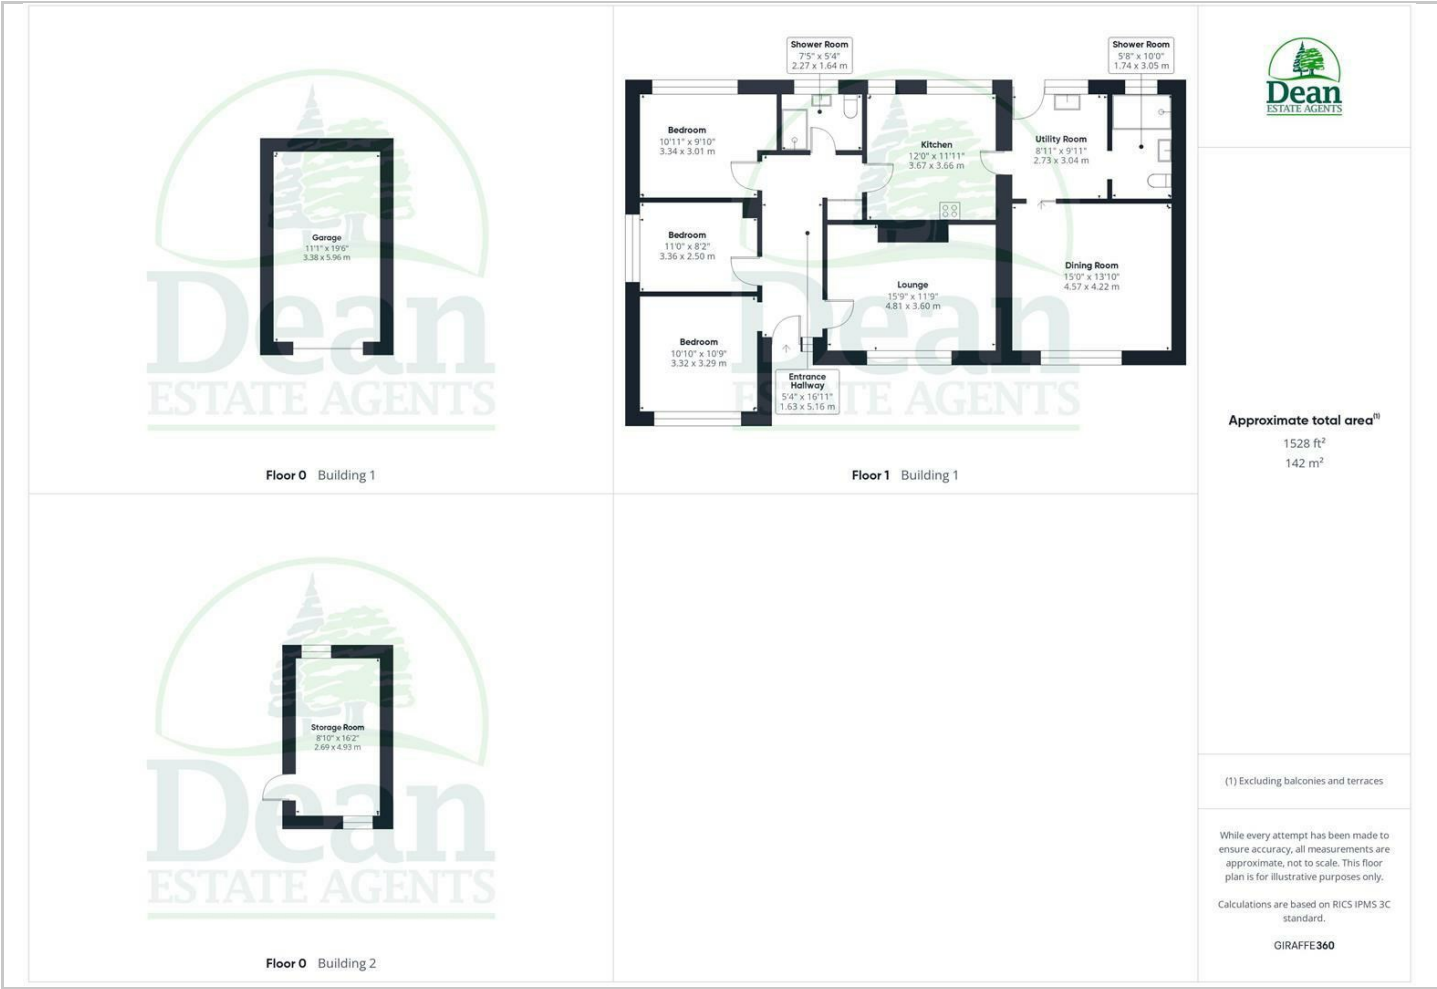 Garage
11'1" x 19'6"
3.38 x 5.96 m
Dean
ESTATE AGENTS
Floor 0 Building 1
Shower Room
7'5" x 5'4"
2.27 x 1.64 m
Shower Room
5'8" x 10'0"
1.74 x 3.05 m
Bedroom
10'11" x 9'10"
3.34 x 3.01 m
Kitchen
12'0" x 11'11"
3.67 x 3.66 m
Utility Room
8'11" x 9'11"
2.73 x 3.04 m
Bedroom
11'0" x 8'2"
3.36 x 2.50 m
Lounge
15'9" x 11'9"
4.81 x 3.60 m
Dining Room
15'0" x 13'10"
4.57 x 4.22 m
Bedroom
10'10" x 10'9"
3.32 x 3.29 m
Entrance
Hallway
5'4" x 16'11"
1.63 x 5.16 m
Dean
ESTATE AGENTS
Floor 1 Building 1
Storage Room
8'10" x 16'2"
2.69 x 4.93 m
Dean
ESTATE AGENTS
Floor 0 Building 2
Dean
ESTATE AGENTS
Approximate total area(1)
1528 ft²
142 m²
(1) Excluding balconies and terraces
While every attempt has been made to
ensure accuracy, all measurements are
approximate, not to scale. This floor
plan is for illustrative purposes only.
Calculations are based on RICS IPMS 3C
standard.
GIRAFFE360